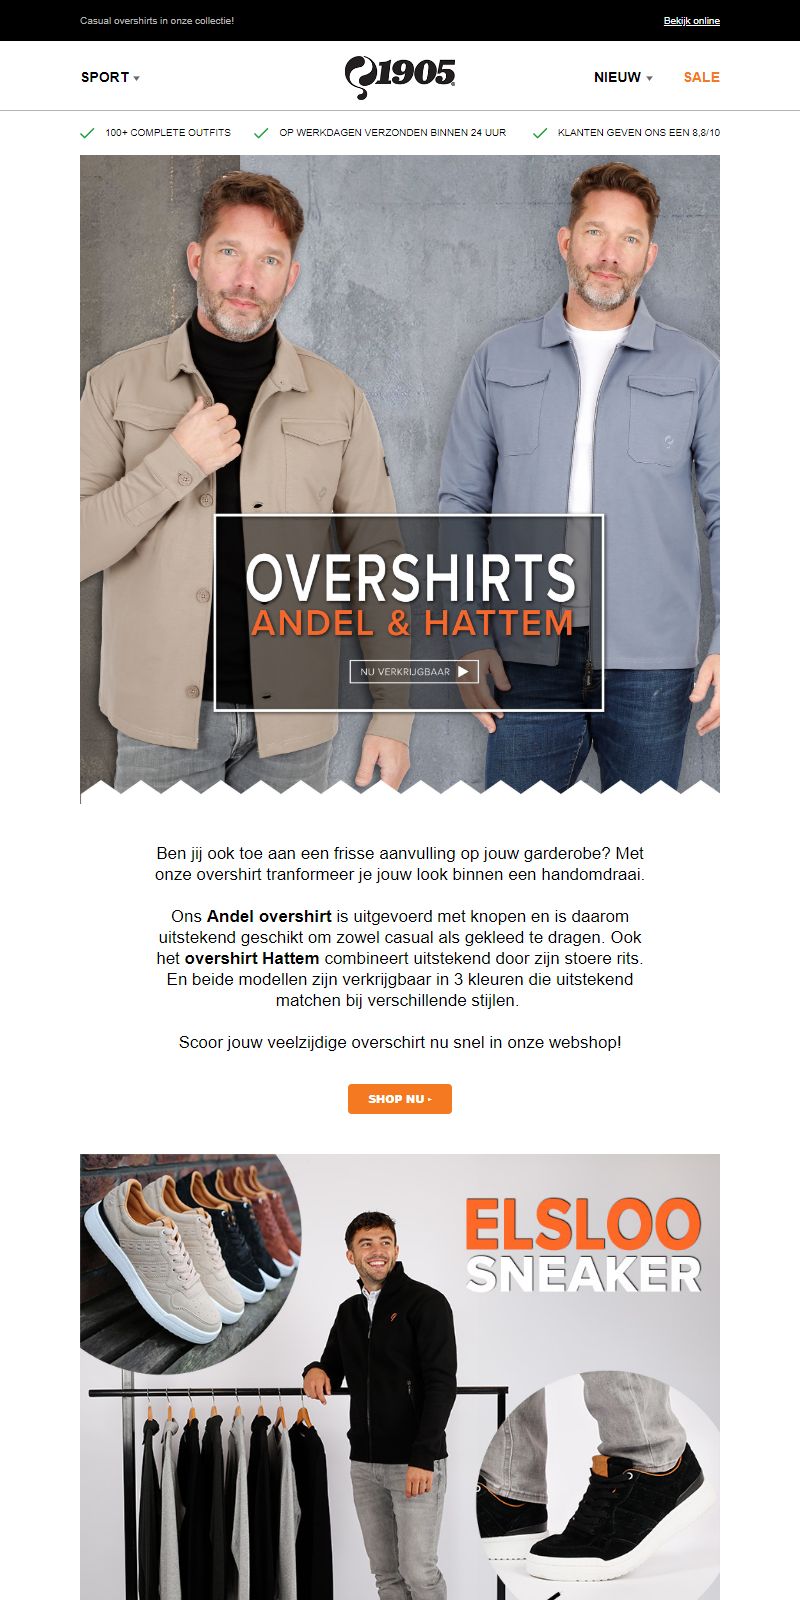 Casual overshirts in onze collectie!
Bekijk online
SPORT
1905
NIEUW
SALE
100+ COMPLETE OUTFITS
OP WERKDAGEN VERZONDEN BINNEN 24 UUR
KLANTEN GEVEN ONS EEN 8,8/10
OVERSHIRTS
ANDEL & HATTEM
NU VERKRIJGBAAR
Ben jij ook toe aan een frisse aanvulling op jouw garderobe? Met
onze overshirt tranformeer je jouw look binnen een handomdraai.
Ons Andel overshirt is uitgevoerd met knopen en is daarom
uitstekend geschikt om zowel casual als gekleed te dragen. Ook
het overshirt Hattem combineert uitstekend door zijn stoere rits.
En beide modellen zijn verkrijgbaar in 3 kleuren die uitstekend
matchen bij verschillende stijlen.
Scoor jouw veelzijdige overschirt nu snel in onze webshop!
SHOP NU
ELSLOO
SNEAKER